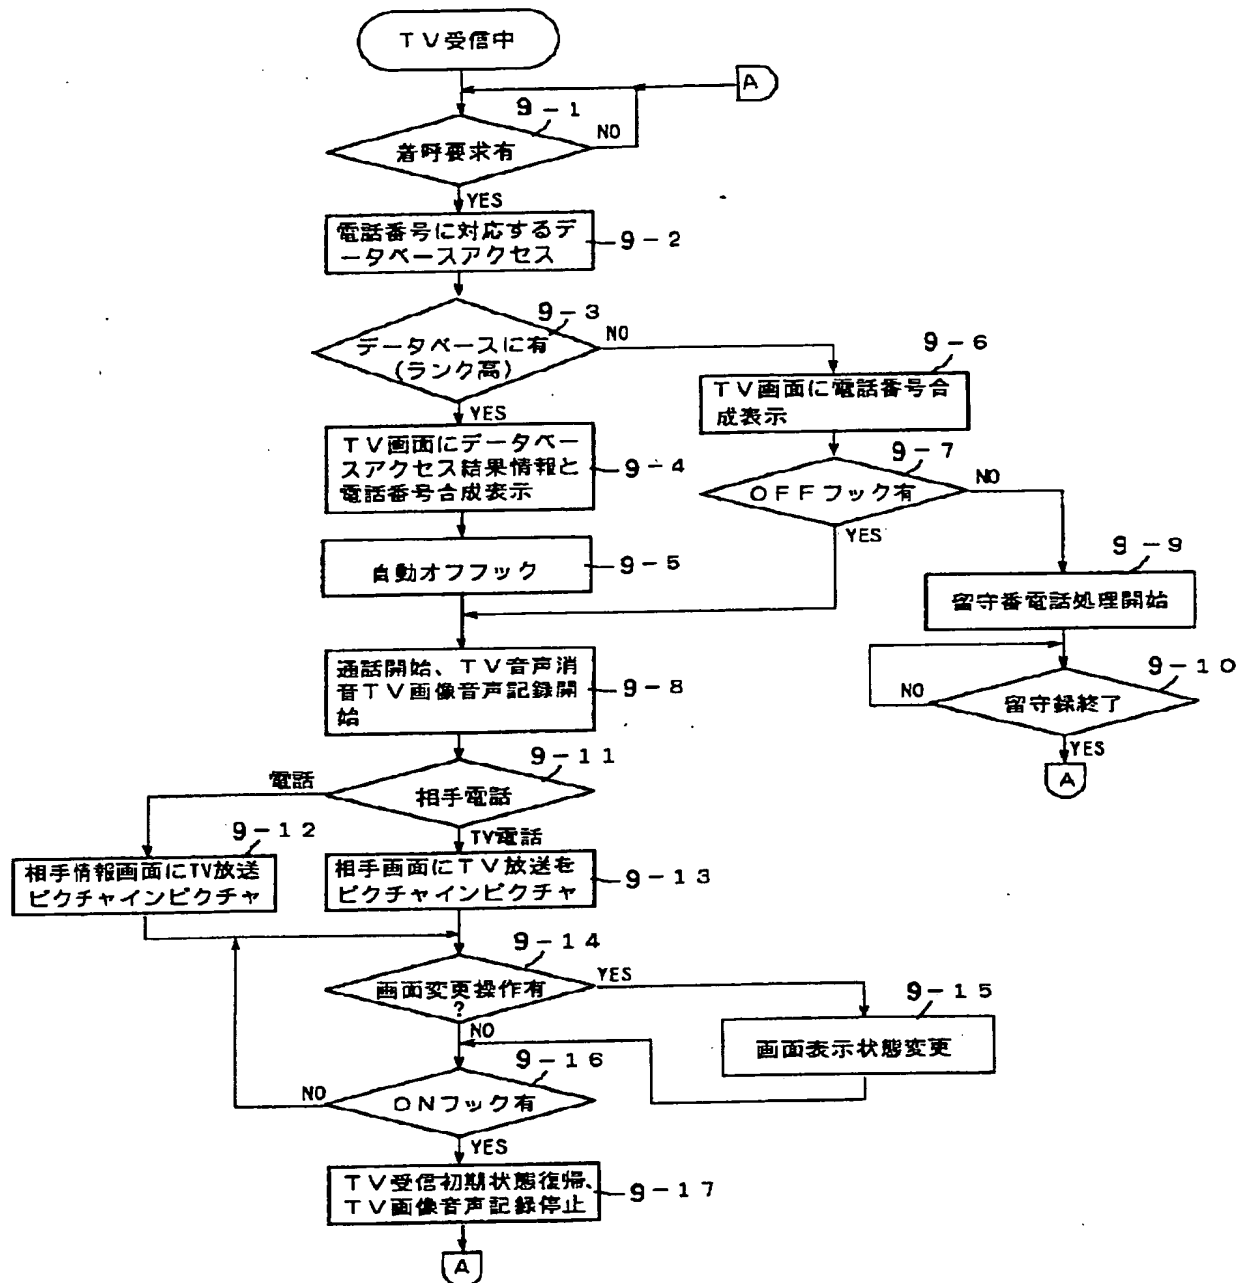 TV受信中
A
9-1
NO
着呼要求有
YES
電話番号に対応するデ
ータベースアクセス
9-2
9-3
NO
データベースに有
(ランク高)
YES
9-6
TV画面に電話番号合
成表示
TV画面にデータベー
スアクセス結果情報と
電話番号合成表示
9-4
9-7
NO
OFFフック有
YES
自動オフフック
9-5
9-9
留守番電話処理開始
通話開始、TV音声消
音TV画像音声記録開
始
9-8
9-10
NO
留守録終了
YES
A
9-11
電話
相手電話
TV電話
9-12
相手情報画面にTV放送
ピクチャインピクチャ
相手画面にTV放送を
ピクチャインピクチャ
9-13
9-14
YES
画面変更操作有
?
NO
9-15
画面表示状態変更
9-16
NO
ONフック有
YES
TV受信初期状態復帰、
TV画像音声記録停止
9-17
A